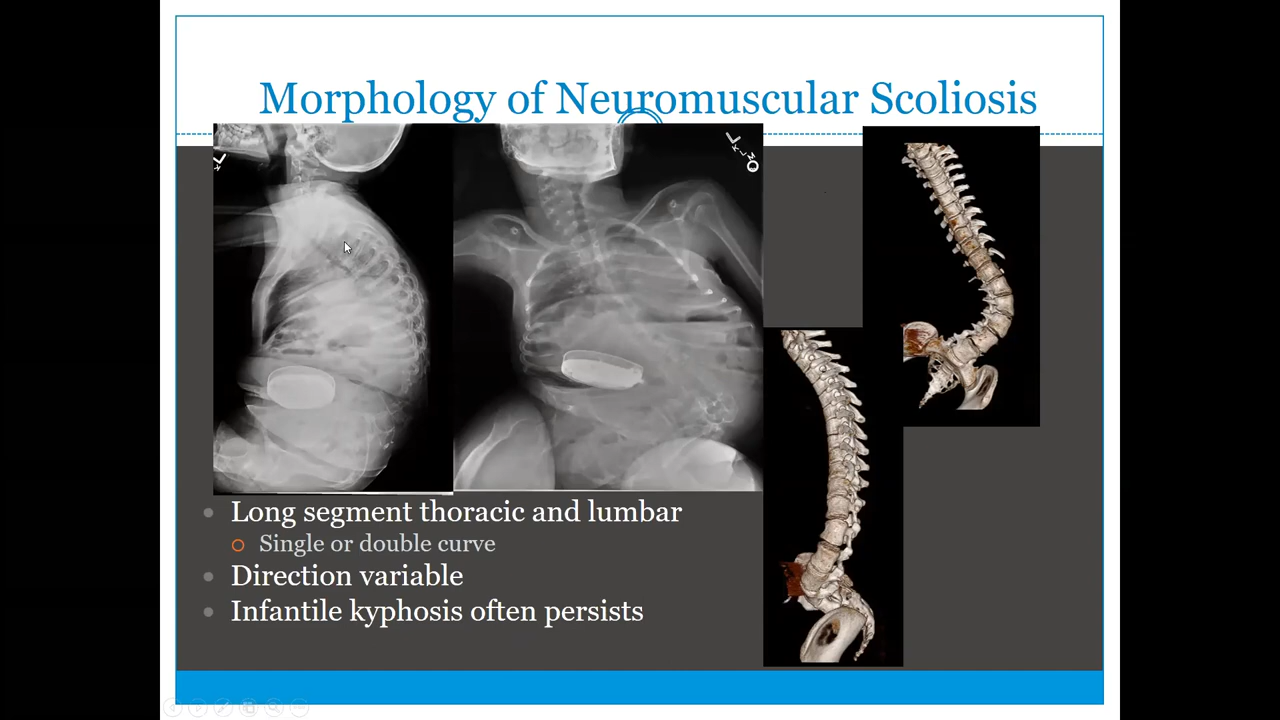 Morphology of Neuromuscular Scoliosis
L
L
KLM
Long segment thoracic and lumbar
Single or double curve
Direction variable
Infantile kyphosis often persists